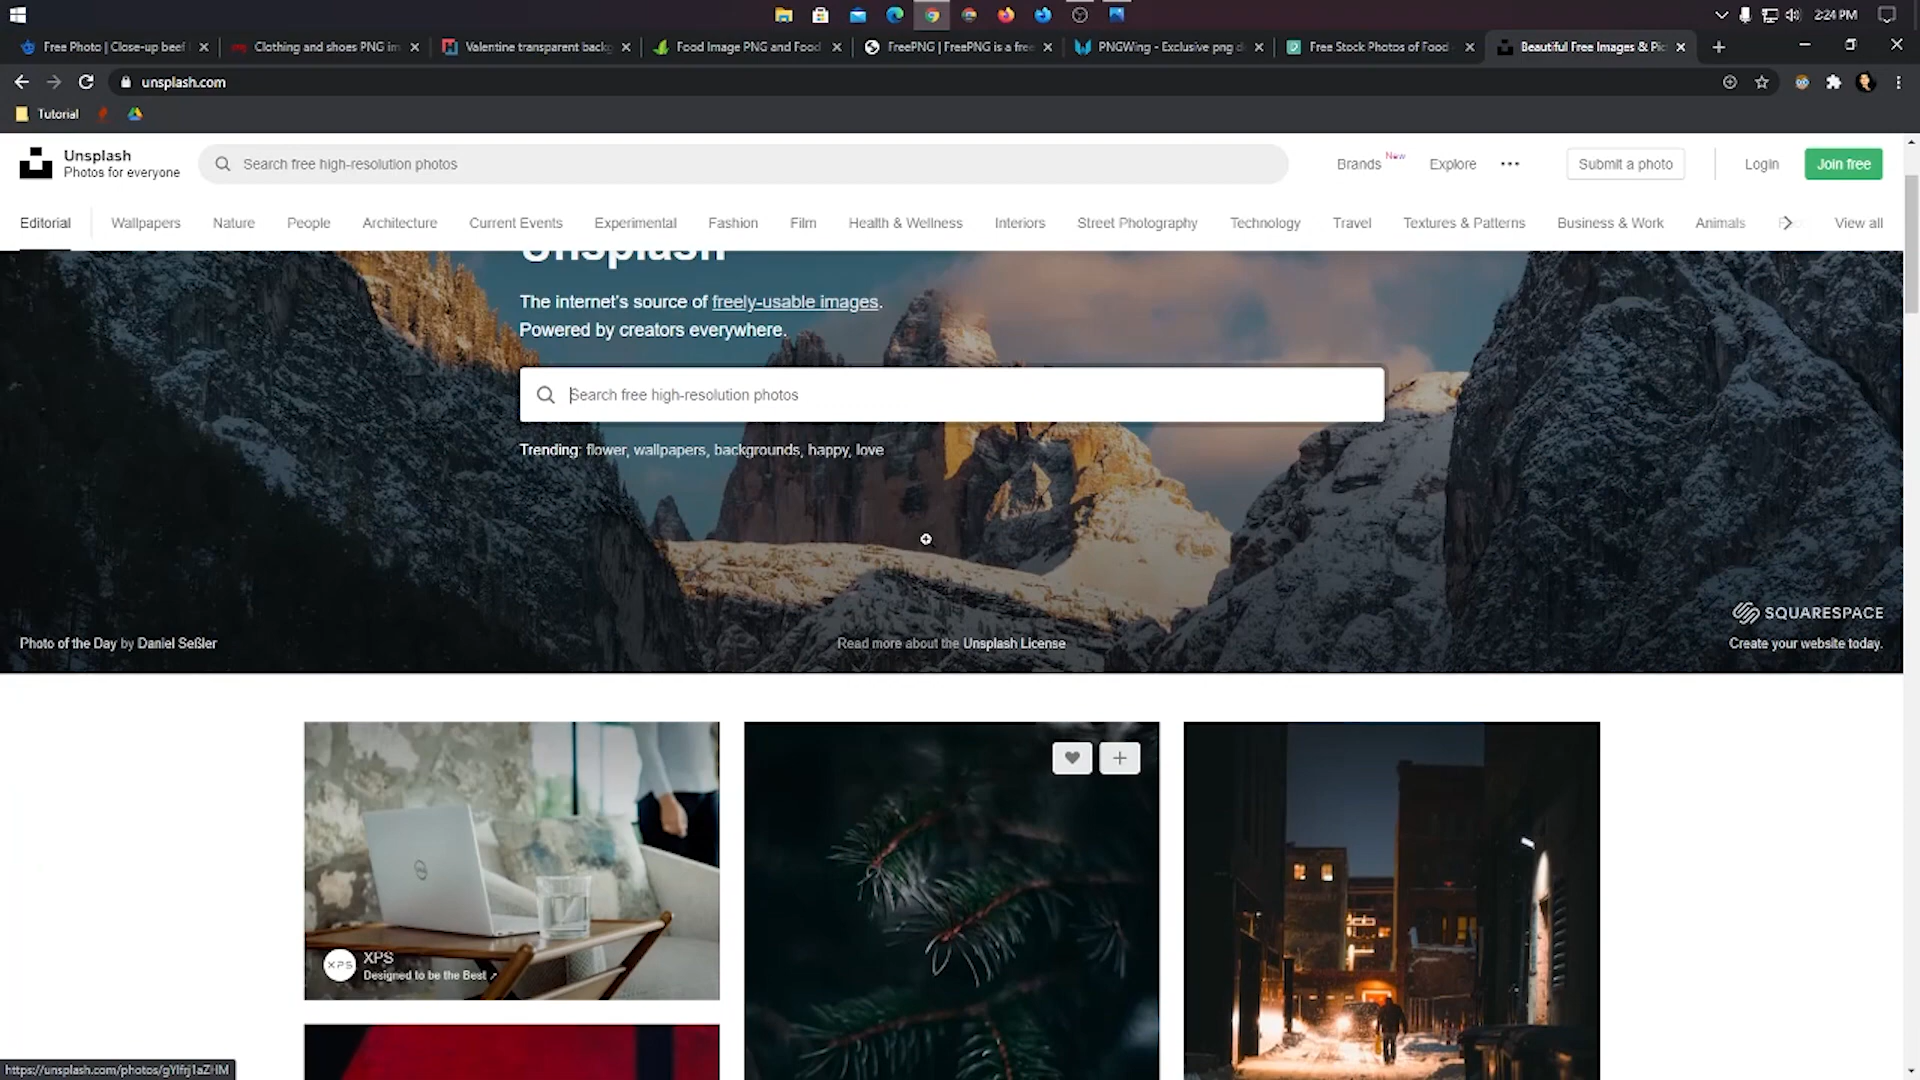 2:24 PM
Free Photo | Close-up beef
Clothing and shoes PNG im
Valentine transparent backg
Food Image PNG and Food
FreePNG | FreePNG is a free
PNGWing - Exclusive png d
Free Stock Photos of Food
Beautiful Free Images & Pic
unsplash.com
Tutorial
Unsplash
Photos for everyone
Search free high-resolution photos
Brands New
Explore
Submit a photo
Login
Join free
Editorial
Wallpapers
Nature
People
Architecture
Current Events
Experimental
Fashion
Film
Health & Wellness
Interiors
Street Photography
Technology
Travel
Textures & Patterns
Business & Work
Animals
View all
Unsplash
The internet's source of freely-usable images.
Powered by creators everywhere.
Search free high-resolution photos
Trending: flower, wallpapers, backgrounds, happy, love
SQUARESPACE
Photo of the Day by Daniel Seßler
Read more about the Unsplash License
Create your website today.
XPS
XPS
Designed to be the Best
https://unsplash.com/photos/gYIfrj1aZHM